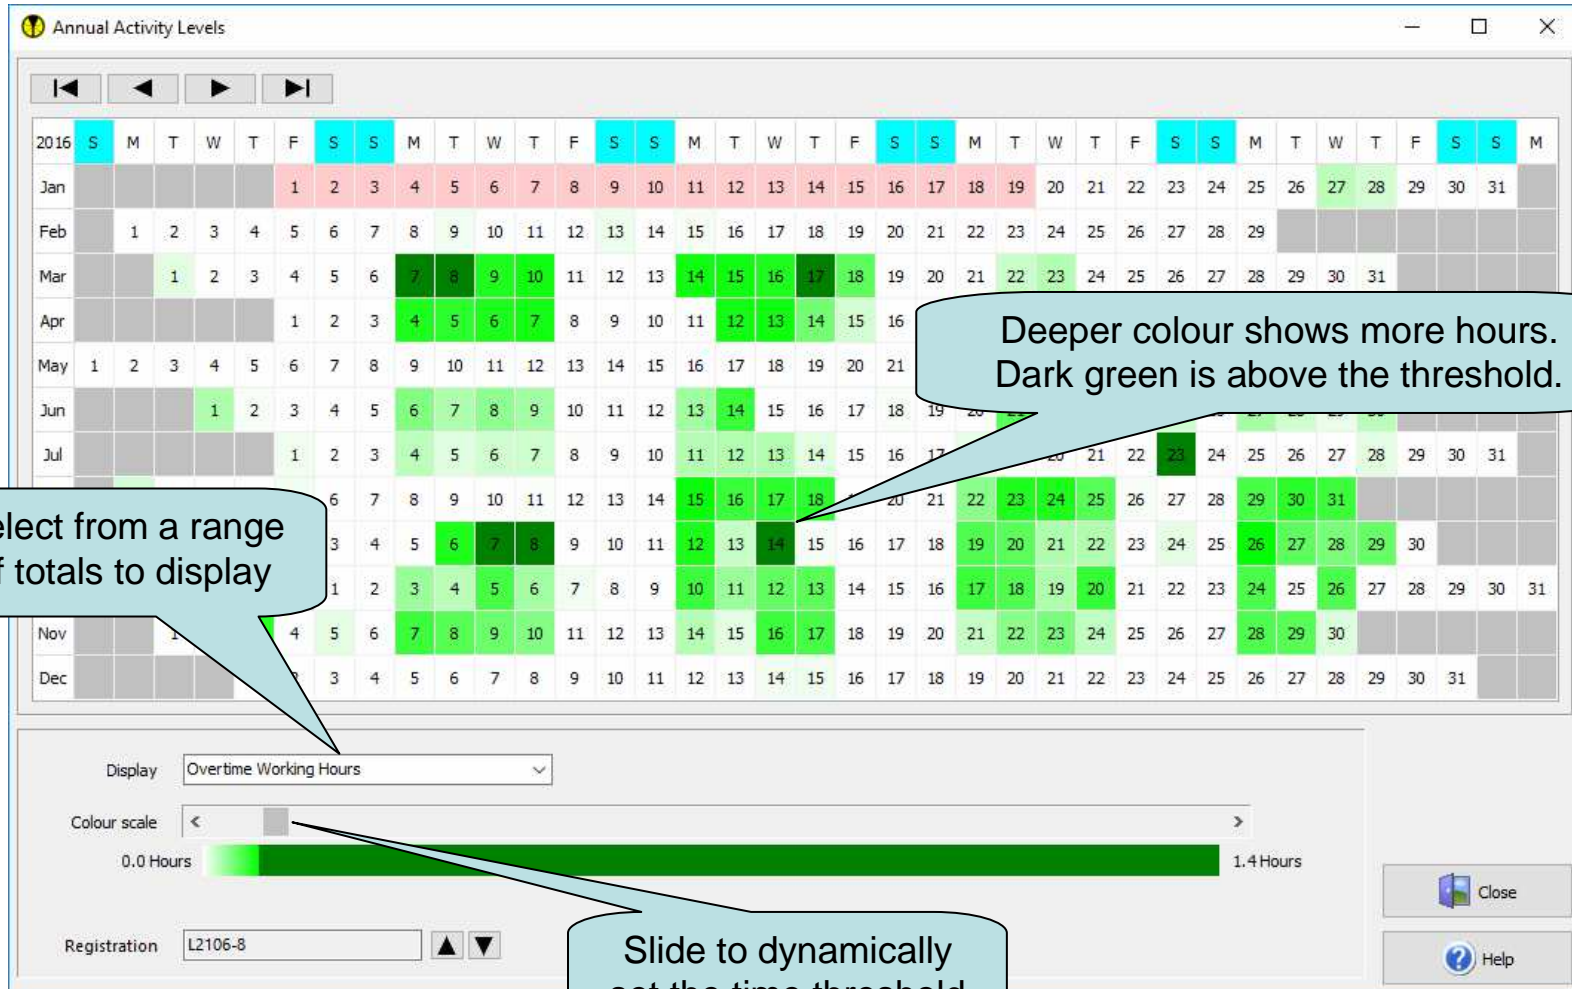 Annual Activity Levels
2016 S M T W T F S S M T W T F S S M T W T F S S M T W T F S S M T W T F S S M
Jan 1 2 3 4 5 6 7 8 9 10 11 12 13 14 15 16 17 18 19 20 21 22 23 24 25 26 27 28 29 30 31
Feb 1 2 3 4 5 6 7 8 9 10 11 12 13 14 15 16 17 18 19 20 21 22 23 24 25 26 27 28 29
Mar 1 2 3 4 5 6 7 8 9 10 11 12 13 14 15 16 17 18 19 20 21 22 23 24 25 26 27 28 29 30 31
Apr 1 2 3 4 5 6 7 8 9 10 11 12 13 14 15 16
Deeper colour shows more hours.
Dark green is above the threshold.
May 1 2 3 4 5 6 7 8 9 10 11 12 13 14 15 16 17 18 19 20 21
Jun 1 2 3 4 5 6 7 8 9 10 11 12 13 14 15 16 17 18 19 20
Jul 1 2 3 4 5 6 7 8 9 10 11 12 13 14 15 16 17 20 21 22 23 24 25 26 27 28 29 30 31
6 7 8 9 10 11 12 13 14 15 16 17 18 20 21 22 23 24 25 26 27 28 29 30 31
elect from a range
f totals to display
3 4 5 6 7 8 9 10 11 12 13 14 15 16 17 18 19 20 21 22 23 24 25 26 27 28 29 30
1 2 3 4 5 6 7 8 9 10 11 12 13 14 15 16 17 18 19 20 21 22 23 24 25 26 27 28 29 30 31
Nov 1 4 5 6 7 8 9 10 11 12 13 14 15 16 17 18 19 20 21 22 23 24 25 26 27 28 29 30
Dec 3 4 5 6 7 8 9 10 11 12 13 14 15 16 17 18 19 20 21 22 23 24 25 26 27 28 29 30 31
Display Overtime Working Hours
Colour scale
0.0 Hours 1.4 Hours
Close
Registration L2106-8
Help
Slide to dynamically
set the time threshold